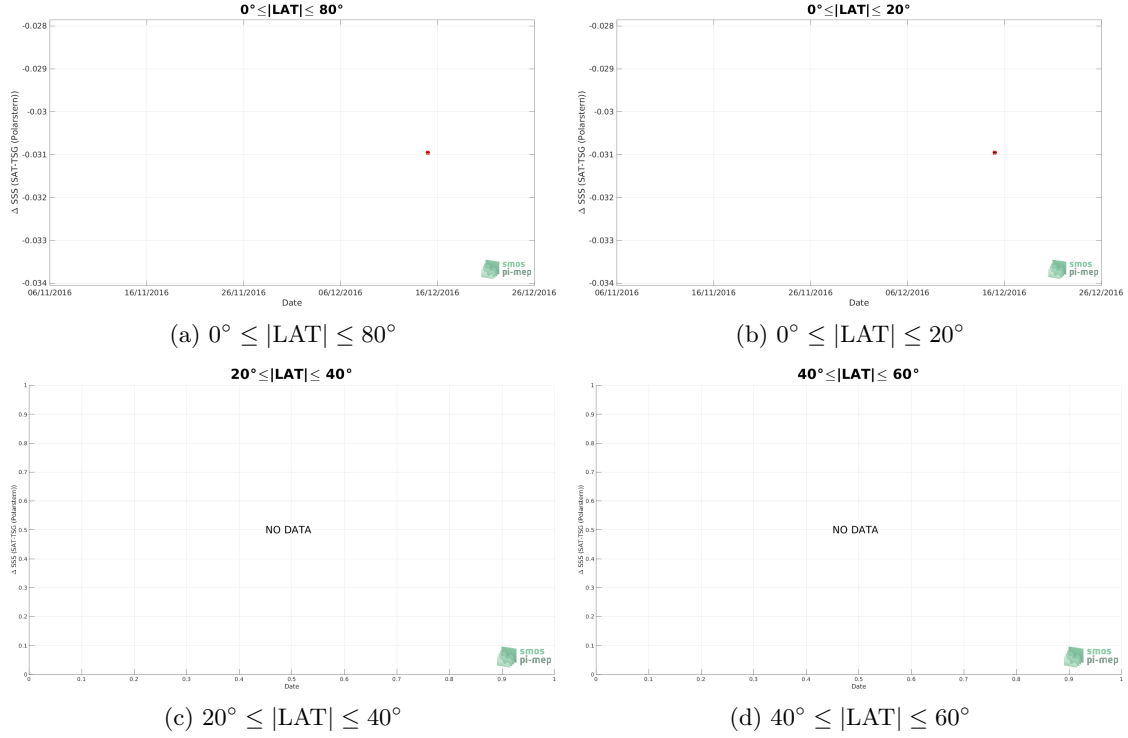 0°≤|LAT|≤ 80°
-0.028
-0.029
-0.03
-0.031
-0.032
-0.033
-0.034
Δ SSS (SAT-TSG (Polarstern))
06/11/2016 16/11/2016 26/11/2016 06/12/2016 16/12/2016 26/12/2016
Date
smos
pi-mep
(a) 0° ≤ |LAT| ≤ 80°
0°≤|LAT|≤ 20°
-0.028
-0.029
-0.03
-0.031
-0.032
-0.033
-0.034
Δ SSS (SAT-TSG (Polarstern))
06/11/2016 16/11/2016 26/11/2016 06/12/2016 16/12/2016 26/12/2016
Date
smos
pi-mep
(b) 0° ≤ |LAT| ≤ 20°
20°≤|LAT|≤ 40°
1
0.9
0.8
0.7
0.6
0.5
0.4
0.3
0.2
0.1
0
Δ SSS (SAT-TSG (Polarstern))
NO DATA
0 0.1 0.2 0.3 0.4 0.5 0.6 0.7 0.8 0.9 1
Date
smos
pi-mep
(c) 20° ≤ |LAT| ≤ 40°
40°≤|LAT|≤ 60°
1
0.9
0.8
0.7
0.6
0.5
0.4
0.3
0.2
0.1
0
Δ SSS (SAT-TSG (Polarstern))
NO DATA
0 0.1 0.2 0.3 0.4 0.5 0.6 0.7 0.8 0.9 1
Date
smos
pi-mep
(d) 40° ≤ |LAT| ≤ 60°